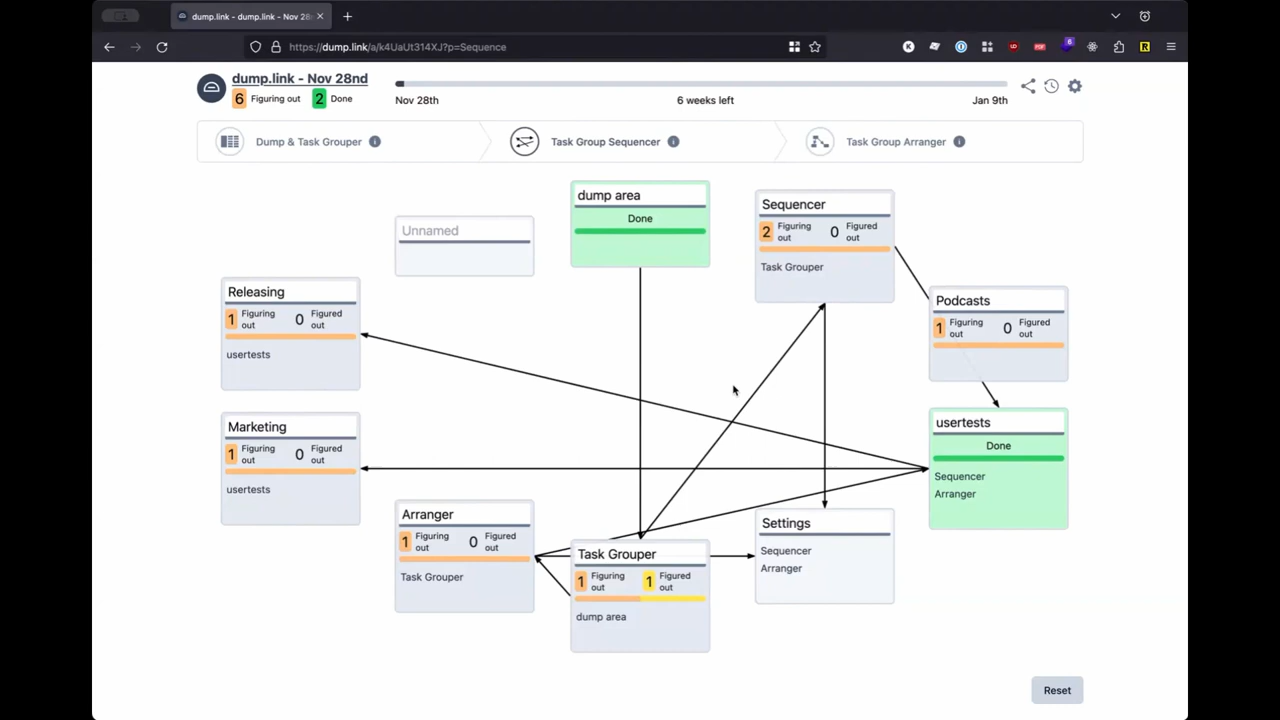 dump.link - dump.link - Nov 28
https://dump.link/a/k4UaUt314XJ?p=Sequence
6
dump.link - Nov 28nd
6 Figuring out 2 Done
Nov 28th 6 weeks left Jan 9th
Dump & Task Grouper
Task Group Sequencer
Task Group Arranger
Unnamed
dump area
Done
Sequencer
2 Figuring out 0 Figured out
Task Grouper
Releasing
1 Figuring out 0 Figured out
usertests
Podcasts
1 Figuring out 0 Figured out
Marketing
1 Figuring out 0 Figured out
usertests
usertests
Done
Sequencer
Arranger
Arranger
1 Figuring out 0 Figured out
Task Grouper
Task Grouper
1 Figuring out 1 Figured out
dump area
Settings
Sequencer
Arranger
Reset